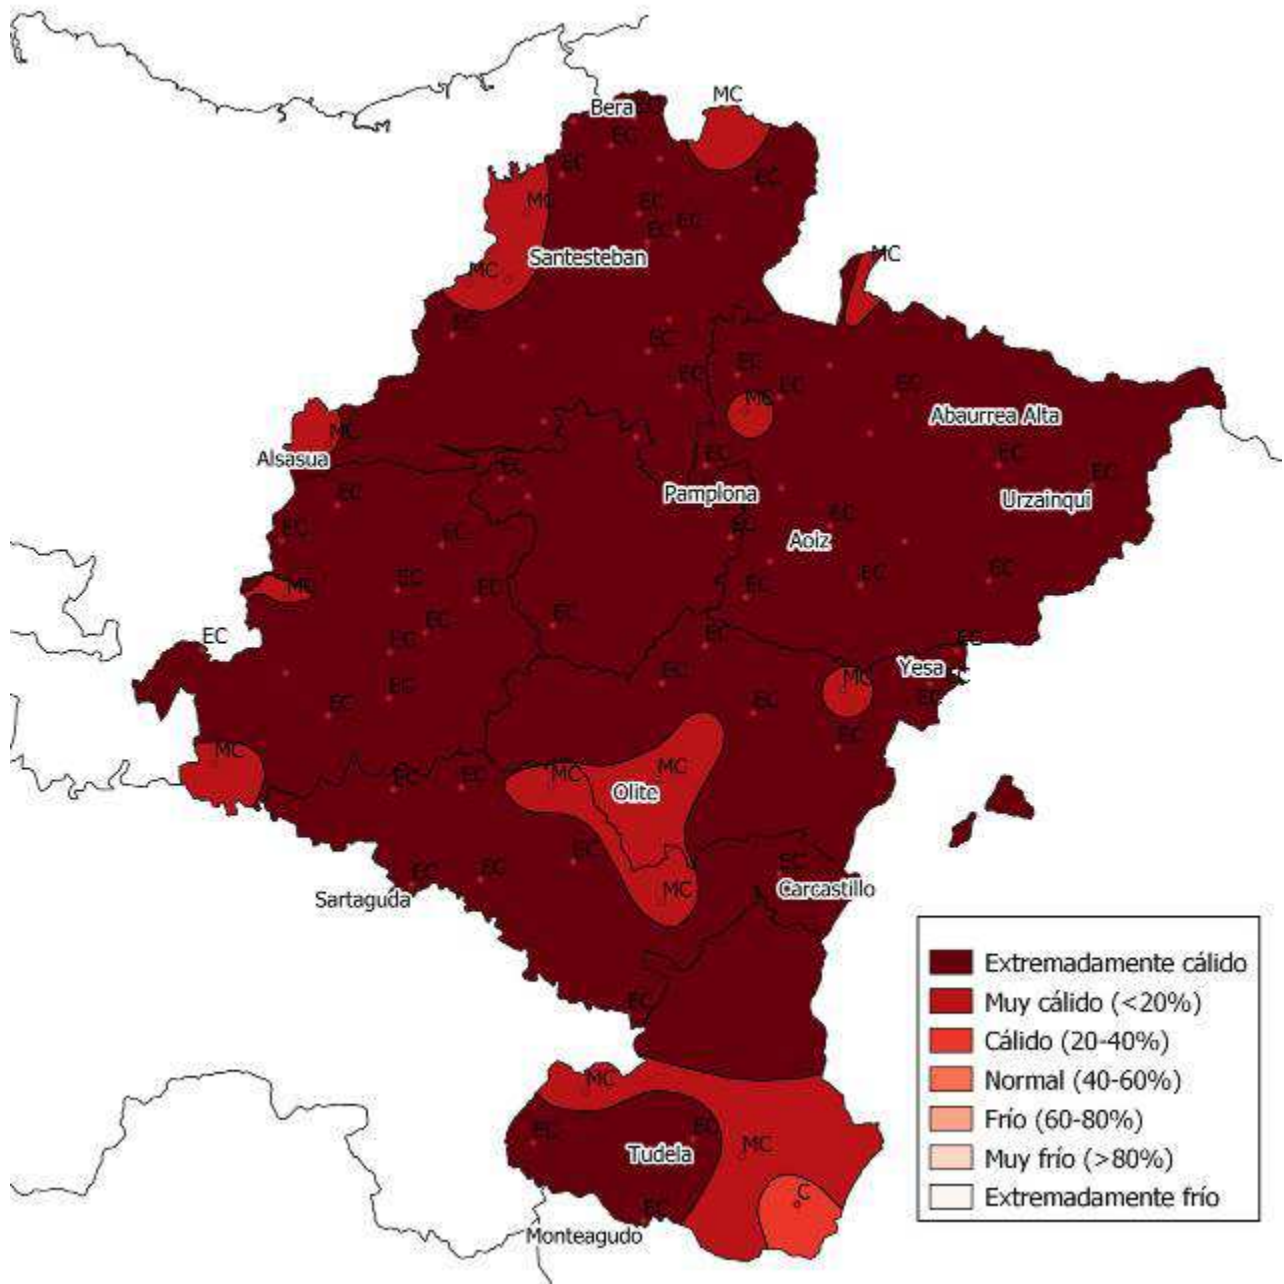 MC
Bera
EC
EC
EC
MC
EC
EC
EC
Santesteban
MC
MC
EC
EC
EC
EC
EC
EC
MC
Abaurrea Alta
MC
Alsasua
EC
EC
EC
EC
Pamplona
Urzainqui
EC
EC
EC
EC
Aoiz
EC
EC
EC
EC
EC
EC
MC
EC
EC
EC
EC
EC
EC
EC
Yesa
EC
MC
EC
EC
EC
EC
EC
MC
EC
EC
MC
MC
Olite
EC
EC
EC
EC
MC
Carcastillo
Sartaguda
EC
MC
EC
EC
MC
Tudela
C
EC
Monteagudo
Extremadamente cálido
Muy cálido (<20%)
Cálido (20-40%)
Normal (40-60%)
Frío (60-80%)
Muy frío (>80%)
Extremadamente frío